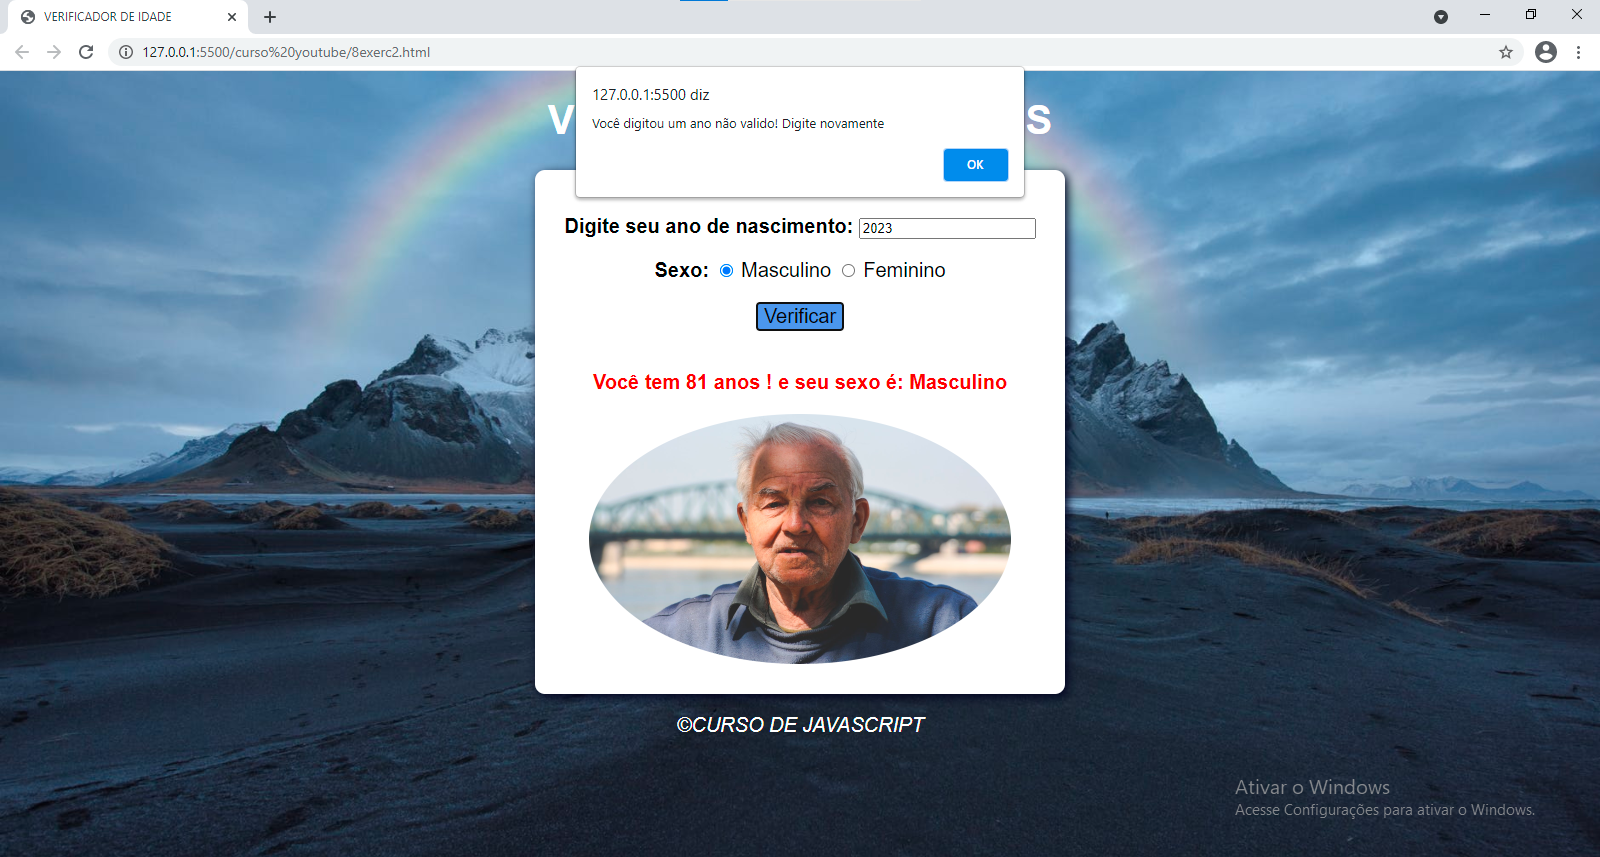 VERIFICADOR DE IDADE
127.0.0.1:5500/curso%20youtube/8exerc2.html
127.0.0.1:5500 diz
Você digitou um ano não valido! Digite novamente
OK
Digite seu ano de nascimento: 2023
Sexo: Masculino Feminino
Verificar
Você tem 81 anos ! e seu sexo é: Masculino
©CURSO DE JAVASCRIPT
Ativar o Windows
Acesse Configurações para ativar o Windows.